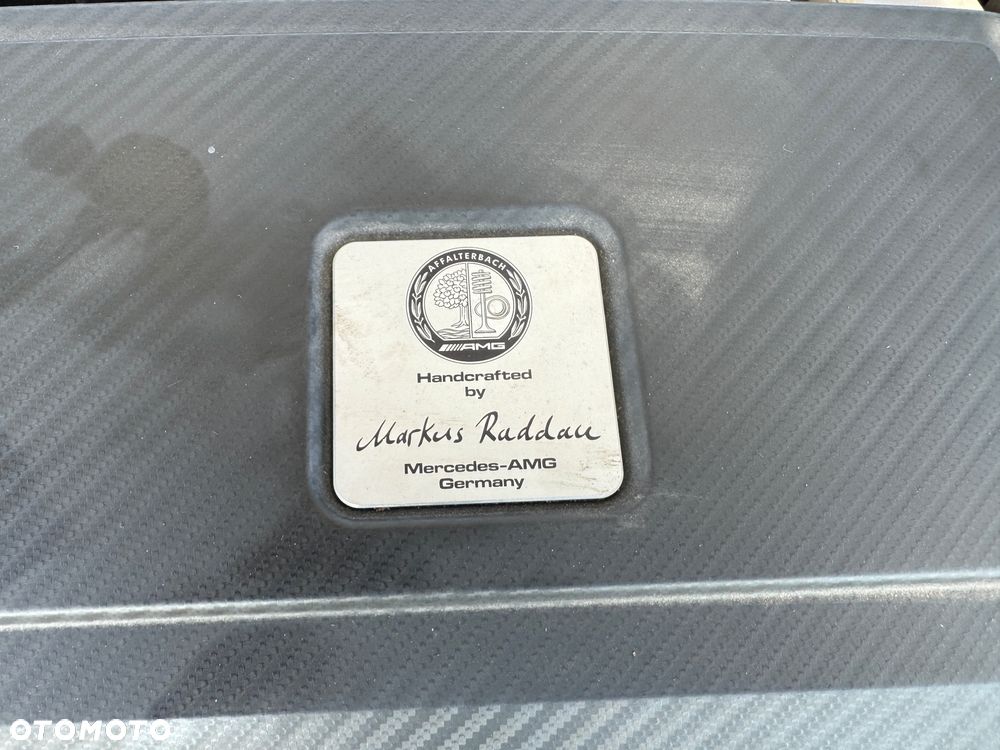 AFFALTERBACH
AMG
Handcrafted
by
Markus Raddau
Mercedes-AMG
Germany
OTOMOTO